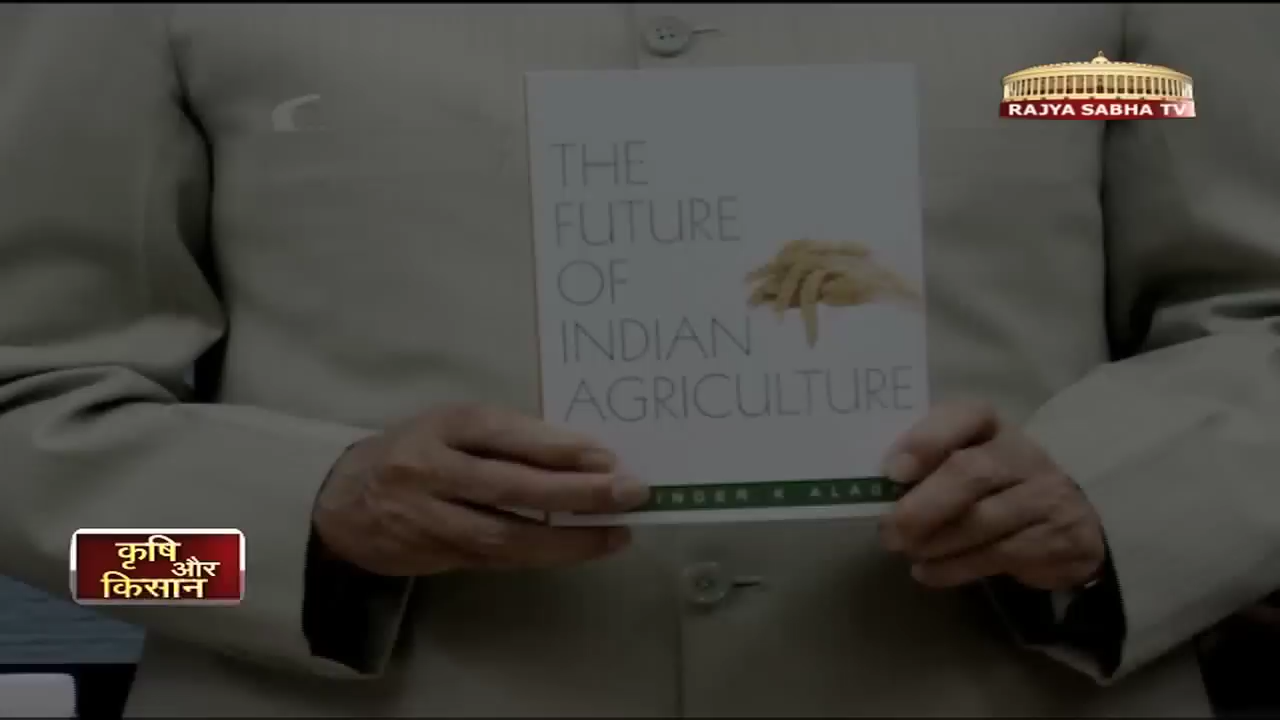 RAJYA SABHA TV
THE
FUTURE
OF
INDIAN
AGRICULTURE
K
कृषि
और
किसान